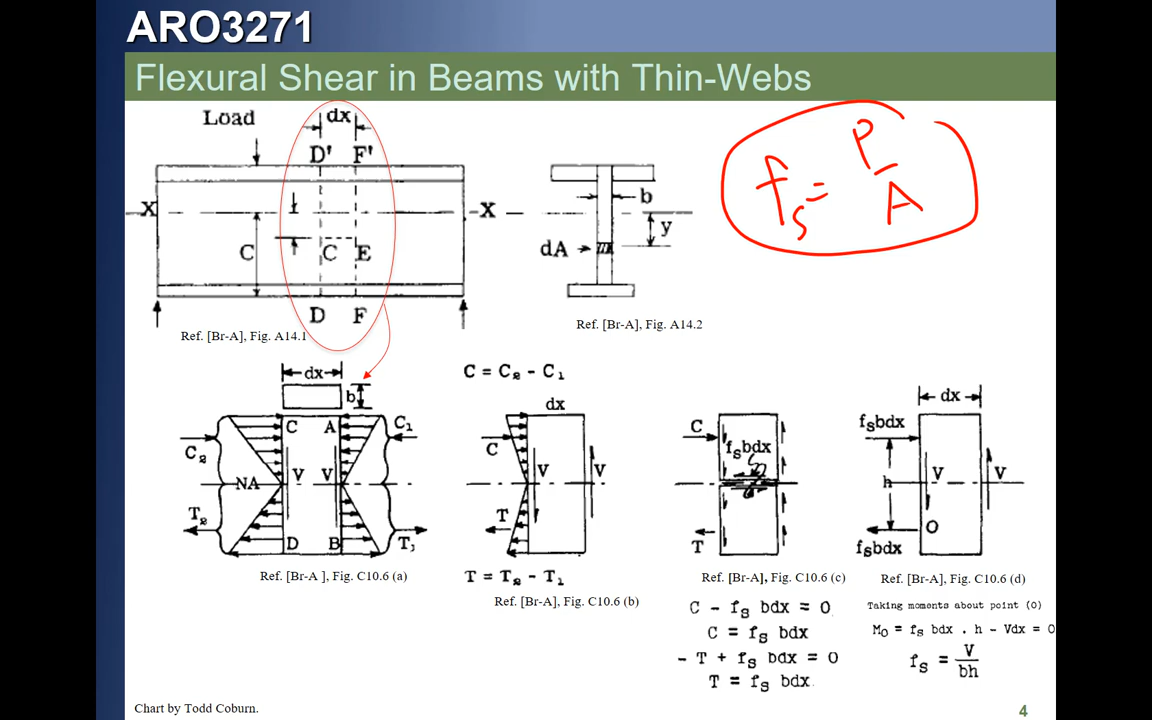 ARO3271
Flexural Shear in Beams with Thin-Webs
Load
dx
D' F'
X
X
C
C E
D F
Ref. [Br-A], Fig. A14.1
b
y
dA
Ref. [Br-A], Fig. A14.2
fs = P/A
dx
b
C A
C₂
C₁
V V
NA
T₂
T₁
D B
Ref. [Br-A ], Fig. C10.6 (a)
C = C₂ - C₁
dx
C
V V
T
T = T₂ - T₁
Ref. [Br-A], Fig. C10.6 (b)
C
fsbdx
T
Ref. [Br-A], Fig. C10.6 (c)
C - fs bdx = 0
C = fs bdx
- T + fs bdx = 0
T = fs bdx
dx
fsbdx
h
V V
O
fsbdx
Ref. [Br-A], Fig. C10.6 (d)
Taking moments about point (O)
Mo = fs bdx . h - Vdx = 0
fs = V/bh
Chart by Todd Coburn.
4